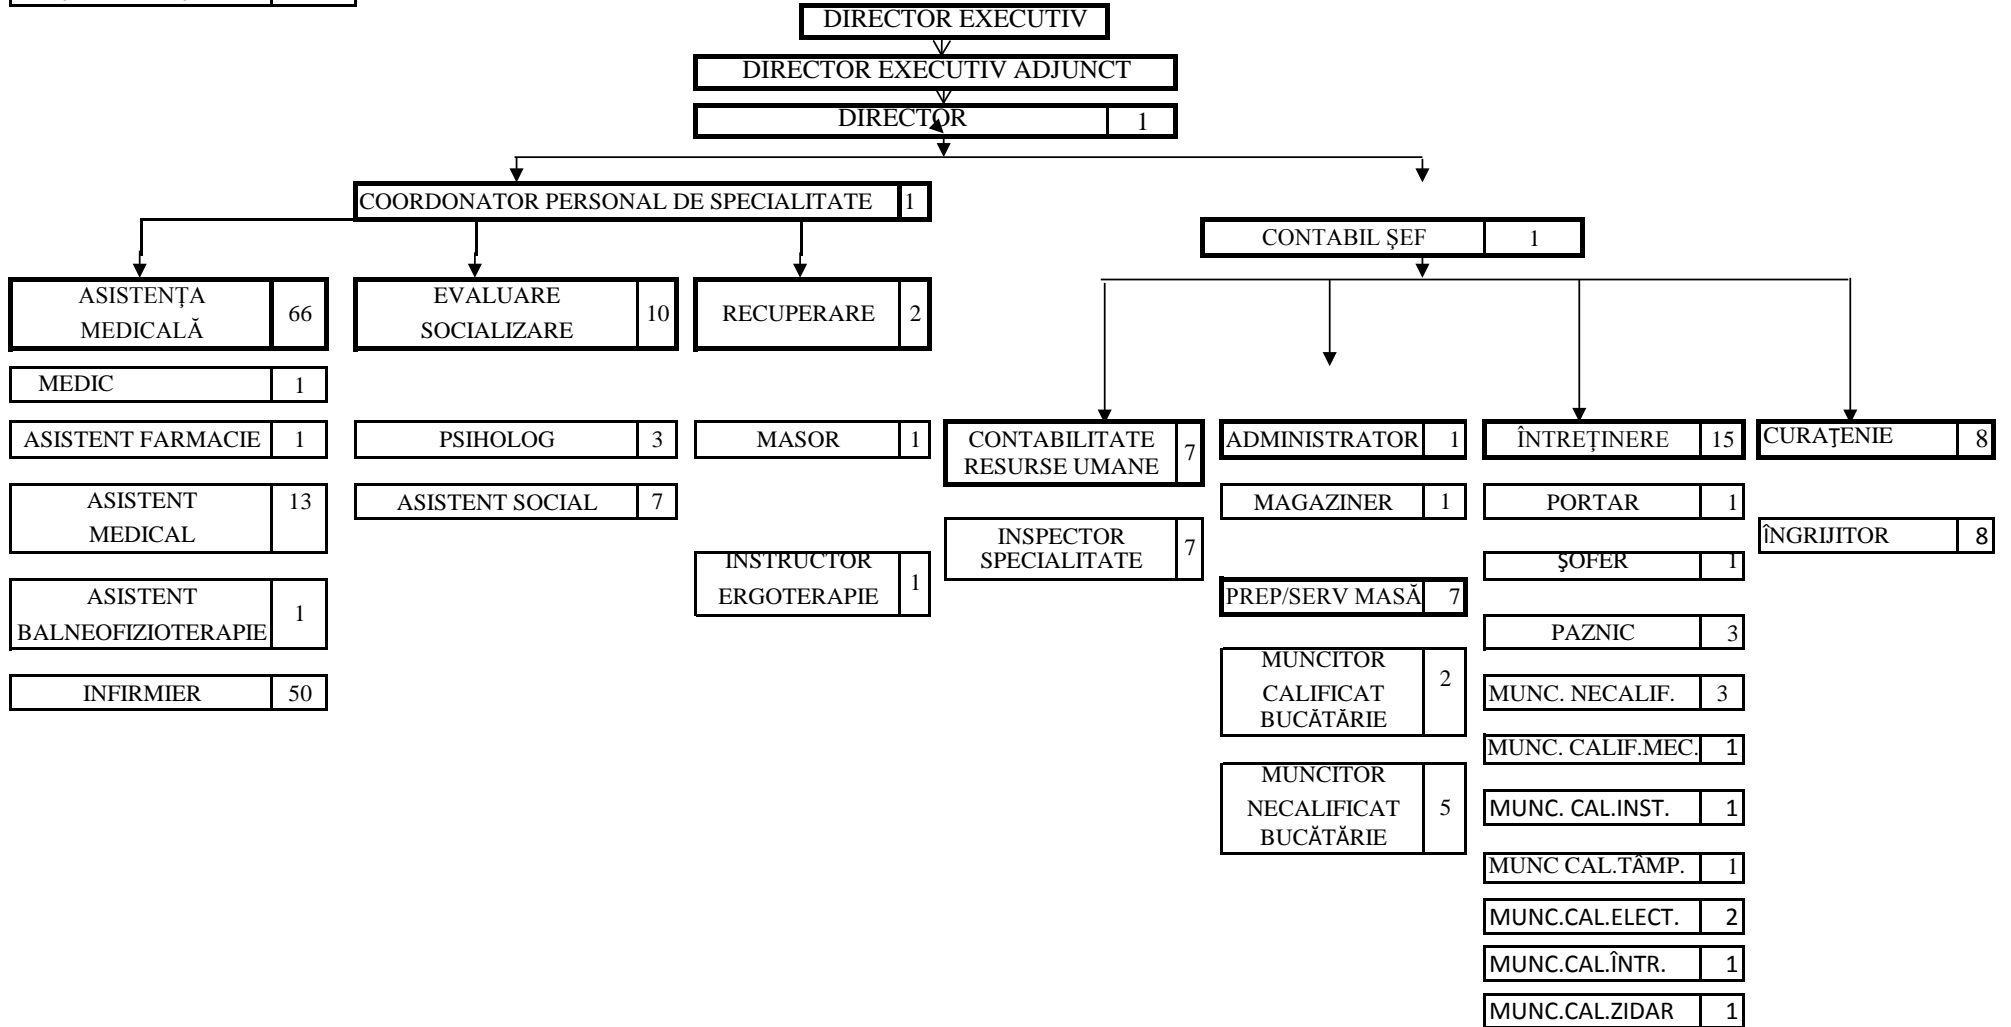 DIRECTOR EXECUTIV
DIRECTOR EXECUTIV ADJUNCT
DIRECTOR 1
COORDONATOR PERSONAL DE SPECIALITATE 1
CONTABIL ŞEF 1
ASISTENŢA
MEDICALĂ
66
EVALUARE
SOCIALIZARE
10
RECUPERARE 2
MEDIC 1
ASISTENT FARMACIE 1
ASISTENT
MEDICAL
13
ASISTENT
BALNEOFIZIOTERAPIE
1
INFIRMIER 50
PSIHOLOG 3
ASISTENT SOCIAL 7
MASOR 1
INSTRUCTOR
ERGOTERAPIE
1
CONTABILITATE
RESURSE UMANE
7
INSPECTOR
SPECIALITATE
7
ADMINISTRATOR 1
MAGAZINER 1
PREP/SERV MASĂ 7
MUNCITOR
CALIFICAT
BUCĂTĂRIE
2
MUNCITOR
NECALIFICAT
BUCĂTĂRIE
5
ÎNTREŢINERE 15
PORTAR 1
ŞOFER 1
PAZNIC 3
MUNC. NECALIF. 3
MUNC. CALIF.MEC. 1
MUNC. CAL.INST. 1
MUNC CAL.TÂMP. 1
MUNC.CAL.ELECT. 2
MUNC.CAL.ÎNTR. 1
MUNC.CAL.ZIDAR 1
CURAŢENIE 8
ÎNGRIJITOR 8